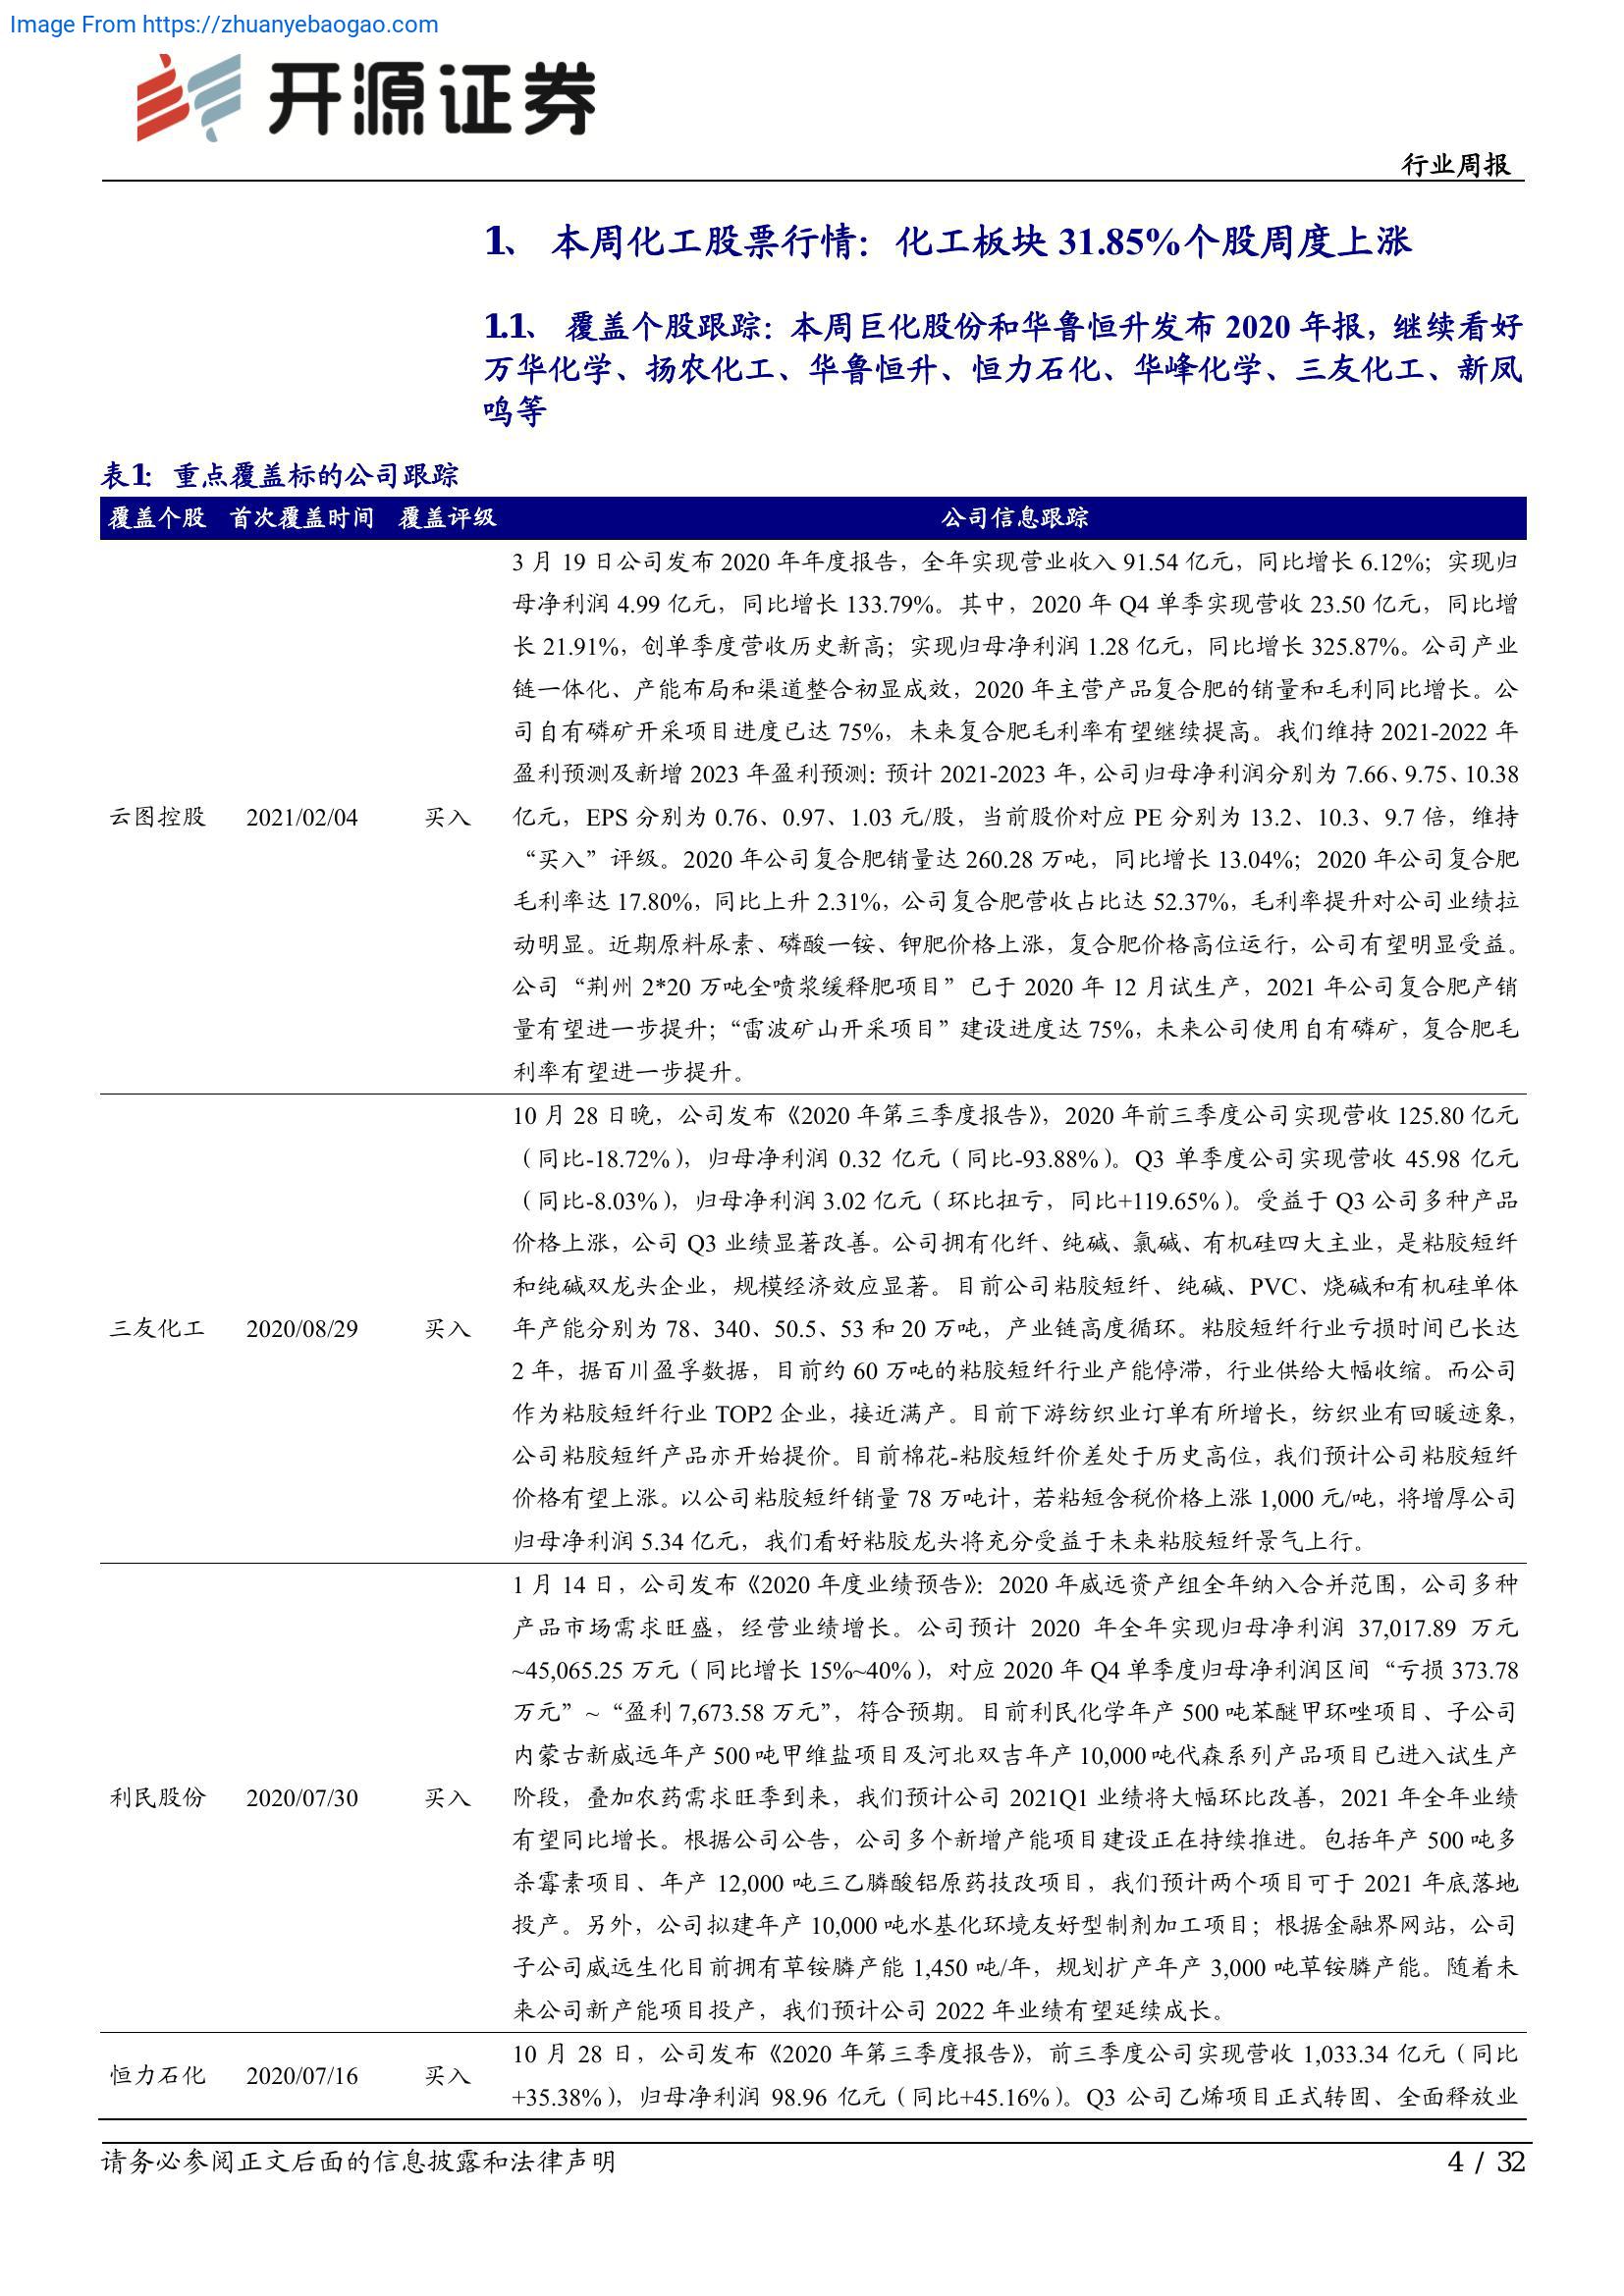 Image From https://zhuanyebaogao.com
开源证券
行业周报
1、 本周化工股票行情：化工板块 31.85%个股周度上涨
1.1、 覆盖个股跟踪：本周巨化股份和华鲁恒升发布 2020 年报，继续看好
万华化学、扬农化工、华鲁恒升、恒力石化、华峰化学、三友化工、新凤
鸣等
表1： 重点覆盖标的公司跟踪
覆盖个股 首次覆盖时间 覆盖评级 公司信息跟踪
3 月 19 日公司发布 2020 年年度报告，全年实现营业收入 91.54 亿元，同比增长 6.12%；实现归
母净利润 4.99 亿元，同比增长 133.79%。其中，2020 年 Q4 单季实现营收 23.50 亿元，同比增
长 21.91%，创单季度营收历史新高；实现归母净利润 1.28 亿元，同比增长 325.87%。公司产业
链一体化、产能布局和渠道整合初显成效，2020 年主营产品复合肥的销量和毛利同比增长。公
司自有磷矿开采项目进度已达 75%，未来复合肥毛利率有望继续提高。我们维持 2021-2022 年
盈利预测及新增 2023 年盈利预测：预计 2021-2023 年，公司归母净利润分别为 7.66、9.75、10.38
云图控股 2021/02/04 买入 亿元，EPS 分别为 0.76、0.97、1.03 元/股，当前股价对应 PE 分别为 13.2、10.3、9.7 倍，维持
“买入”评级。2020 年公司复合肥销量达 260.28 万吨，同比增长 13.04%；2020 年公司复合肥
毛利率达 17.80%，同比上升 2.31%，公司复合肥营收占比达 52.37%，毛利率提升对公司业绩拉
动明显。近期原料尿素、磷酸一铵、钾肥价格上涨，复合肥价格高位运行，公司有望明显受益。
公司“荆州 2*20 万吨全喷浆缓释肥项目”已于 2020 年 12 月试生产，2021 年公司复合肥产销
量有望进一步提升；“雷波矿山开采项目”建设进度达 75%，未来公司使用自有磷矿，复合肥毛
利率有望进一步提升。
10 月 28 日晚，公司发布《2020 年第三季度报告》，2020 年前三季度公司实现营收 125.80 亿元
（同比-18.72%），归母净利润 0.32 亿元（同比-93.88%）。Q3 单季度公司实现营收 45.98 亿元
（同比-8.03%），归母净利润 3.02 亿元（环比扭亏，同比+119.65%）。受益于 Q3 公司多种产品
价格上涨，公司 Q3 业绩显著改善。公司拥有化纤、纯碱、氯碱、有机硅四大主业，是粘胶短纤
和纯碱双龙头企业，规模经济效应显著。目前公司粘胶短纤、纯碱、PVC、烧碱和有机硅单体
三友化工 2020/08/29 买入 年产能分别为 78、340、50.5、53 和 20 万吨，产业链高度循环。粘胶短纤行业亏损时间已长达
2 年，据百川盈孚数据，目前约 60 万吨的粘胶短纤行业产能停滞，行业供给大幅收缩。而公司
作为粘胶短纤行业 TOP2 企业，接近满产。目前下游纺织业订单有所增长，纺织业有回暖迹象，
公司粘胶短纤产品亦开始提价。目前棉花-粘胶短纤价差处于历史高位，我们预计公司粘胶短纤
价格有望上涨。以公司粘胶短纤销量 78 万吨计，若粘短含税价格上涨 1,000 元/吨，将增厚公司
归母净利润 5.34 亿元，我们看好粘胶龙头将充分受益于未来粘胶短纤景气上行。
1 月 14 日，公司发布《2020 年度业绩预告》：2020 年威远资产组全年纳入合并范围，公司多种
产品市场需求旺盛，经营业绩增长。公司预计 2020 年全年实现归母净利润 37,017.89 万元
~45,065.25 万元（同比增长 15%~40%），对应 2020 年 Q4 单季度归母净利润区间“亏损 373.78
万元”~“盈利 7,673.58 万元”，符合预期。目前利民化学年产 500 吨苯醚甲环唑项目、子公司
内蒙古新威远年产 500 吨甲维盐项目及河北双吉年产 10,000 吨代森系列产品项目已进入试生产
利民股份 2020/07/30 买入 阶段，叠加农药需求旺季到来，我们预计公司 2021Q1 业绩将大幅环比改善，2021 年全年业绩
有望同比增长。根据公司公告，公司多个新增产能项目建设正在持续推进。包括年产 500 吨多
杀霉素项目、年产 12,000 吨三乙膦酸铝原药技改项目，我们预计两个项目可于 2021 年底落地
投产。另外，公司拟建年产 10,000 吨水基化环境友好型制剂加工项目；根据金融界网站，公司
子公司威远生化目前拥有草铵膦产能 1,450 吨/年，规划扩产年产 3,000 吨草铵膦产能。随着未
来公司新产能项目投产，我们预计公司 2022 年业绩有望延续成长。
恒力石化 2020/07/16 买入 10 月 28 日，公司发布《2020 年第三季度报告》，前三季度公司实现营收 1,033.34 亿元（同比
+35.38%），归母净利润 98.96 亿元（同比+45.16%）。Q3 公司乙烯项目正式转固、全面释放业
请务必参阅正文后面的信息披露和法律声明 4 / 32